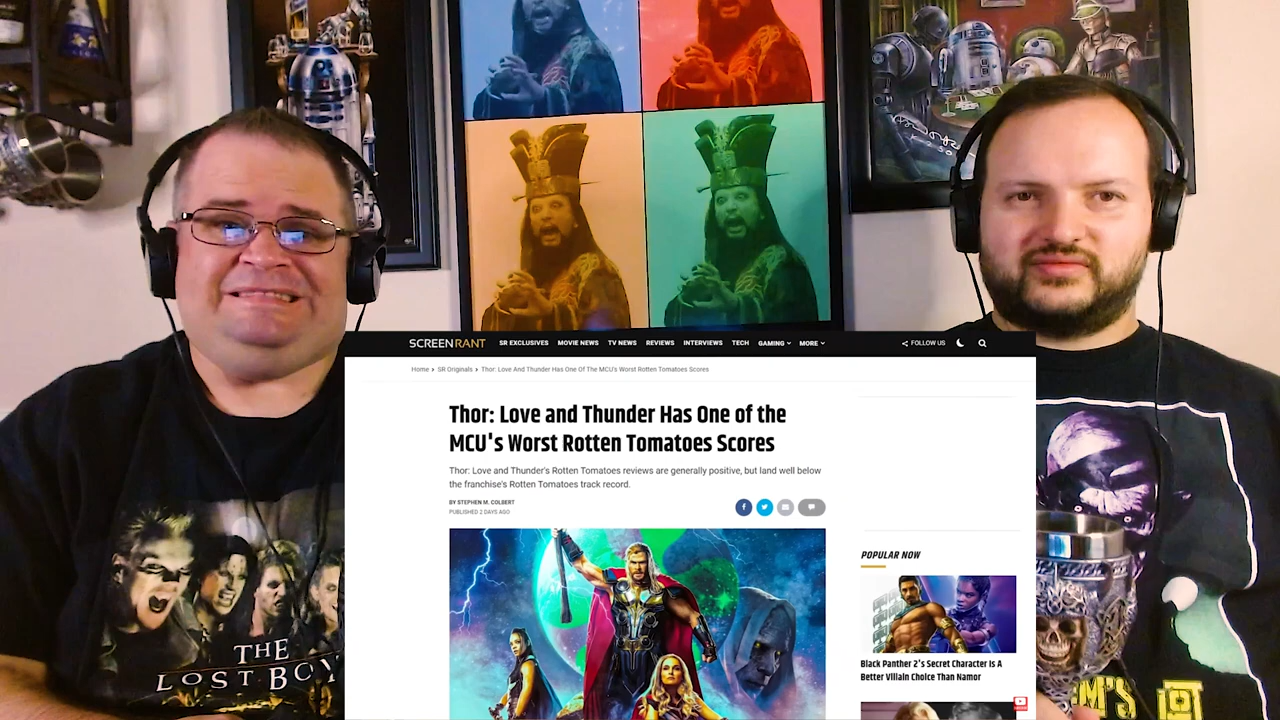 SCREENRANT
SR EXCLUSIVES MOVIE NEWS TV NEWS REVIEWS INTERVIEWS TECH GAMING MORE
FOLLOW US
Home SR Originals Thor: Love And Thunder Has One Of The MCU's Worst Rotten Tomatoes Scores
Thor: Love and Thunder Has One of the
MCU's Worst Rotten Tomatoes Scores
Thor: Love and Thunder's Rotten Tomatoes reviews are generally positive, but land well below
the franchise's Rotten Tomatoes track record.
BY STEPHEN M. COLBERT
PUBLISHED 2 DAYS AGO
POPULAR NOW
Black Panther 2's Secret Character Is A
Better Villain Choice Than Namor
THE
LOST BOY
EM'S